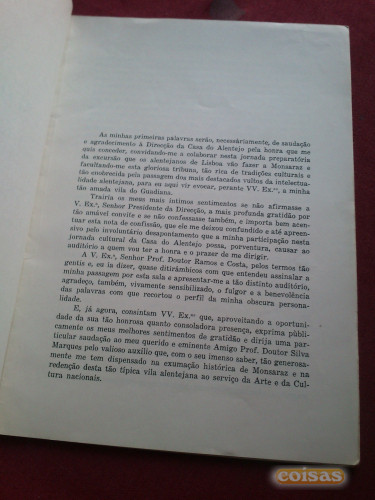 As minhas primeiras palavras serão, necessàriamente, de saudação
e agradecimento à Direcção da Casa do Alentejo pela honra que me
quis conceder, convidando-me a colaborar nesta jornada preparatória
da excursão que os alentejanos de Lisboa vão fazer a Monsaraz e
facultando-me esta gloriosa tribuna, tão rica de tradições culturais e
tão enobrecida pela passagem dos mais destacados vultos da intelectua-
lidade alentejana, para eu aqui vir evocar, perante VV. Ex.ªˢ, a minha
tão amada vila do Guadiana.
Trairia os meus mais íntimos sentimentos se não afirmasse a
V. Ex.ª, Senhor Presidente da Direcção, a mais profunda gratidão por
tão amável convite e se não confessasse também, e importa bem acen-
tuar esta nota de confissão, que ele me deixou confundido e até apreen-
sivo pelo involuntário desapontamento que a minha participação nesta
jornada cultural da Casa do Alentejo possa, porventura, causar ao
auditório a quem vou ter a honra e o prazer de me dirigir.
A V. Ex.ª, Senhor Prof. Doutor Ramos e Costa, pelos termos tão
gentis e, eu ia dizer, quase ditirâmbicos com que entendeu assinalar a
minha passagem por esta sala e apresentar-me a tão distinto auditório,
agradeço, também, vivamente sensibilizado, o fulgor e a benevolência
das palavras com que recortou o perfil da minha obscura persona-
lidade.
E, já agora, consintam VV. Ex.ªˢ que, aproveitando a oportuni-
dade da sua tão honrosa quanto consoladora presença, exprima públi-
camente os meus melhores sentimentos de gratidão e dirija uma par-
ticular saudação ao meu querido e eminente Amigo Prof. Doutor Silva
Marques pelo valioso auxílio que, com o seu imenso saber, tão generosa-
mente me tem dispensado na exumação histórica de Monsaraz e na
redenção desta tão típica vila alentejana ao serviço da Arte e da Cul-
tura nacionais.
coisas